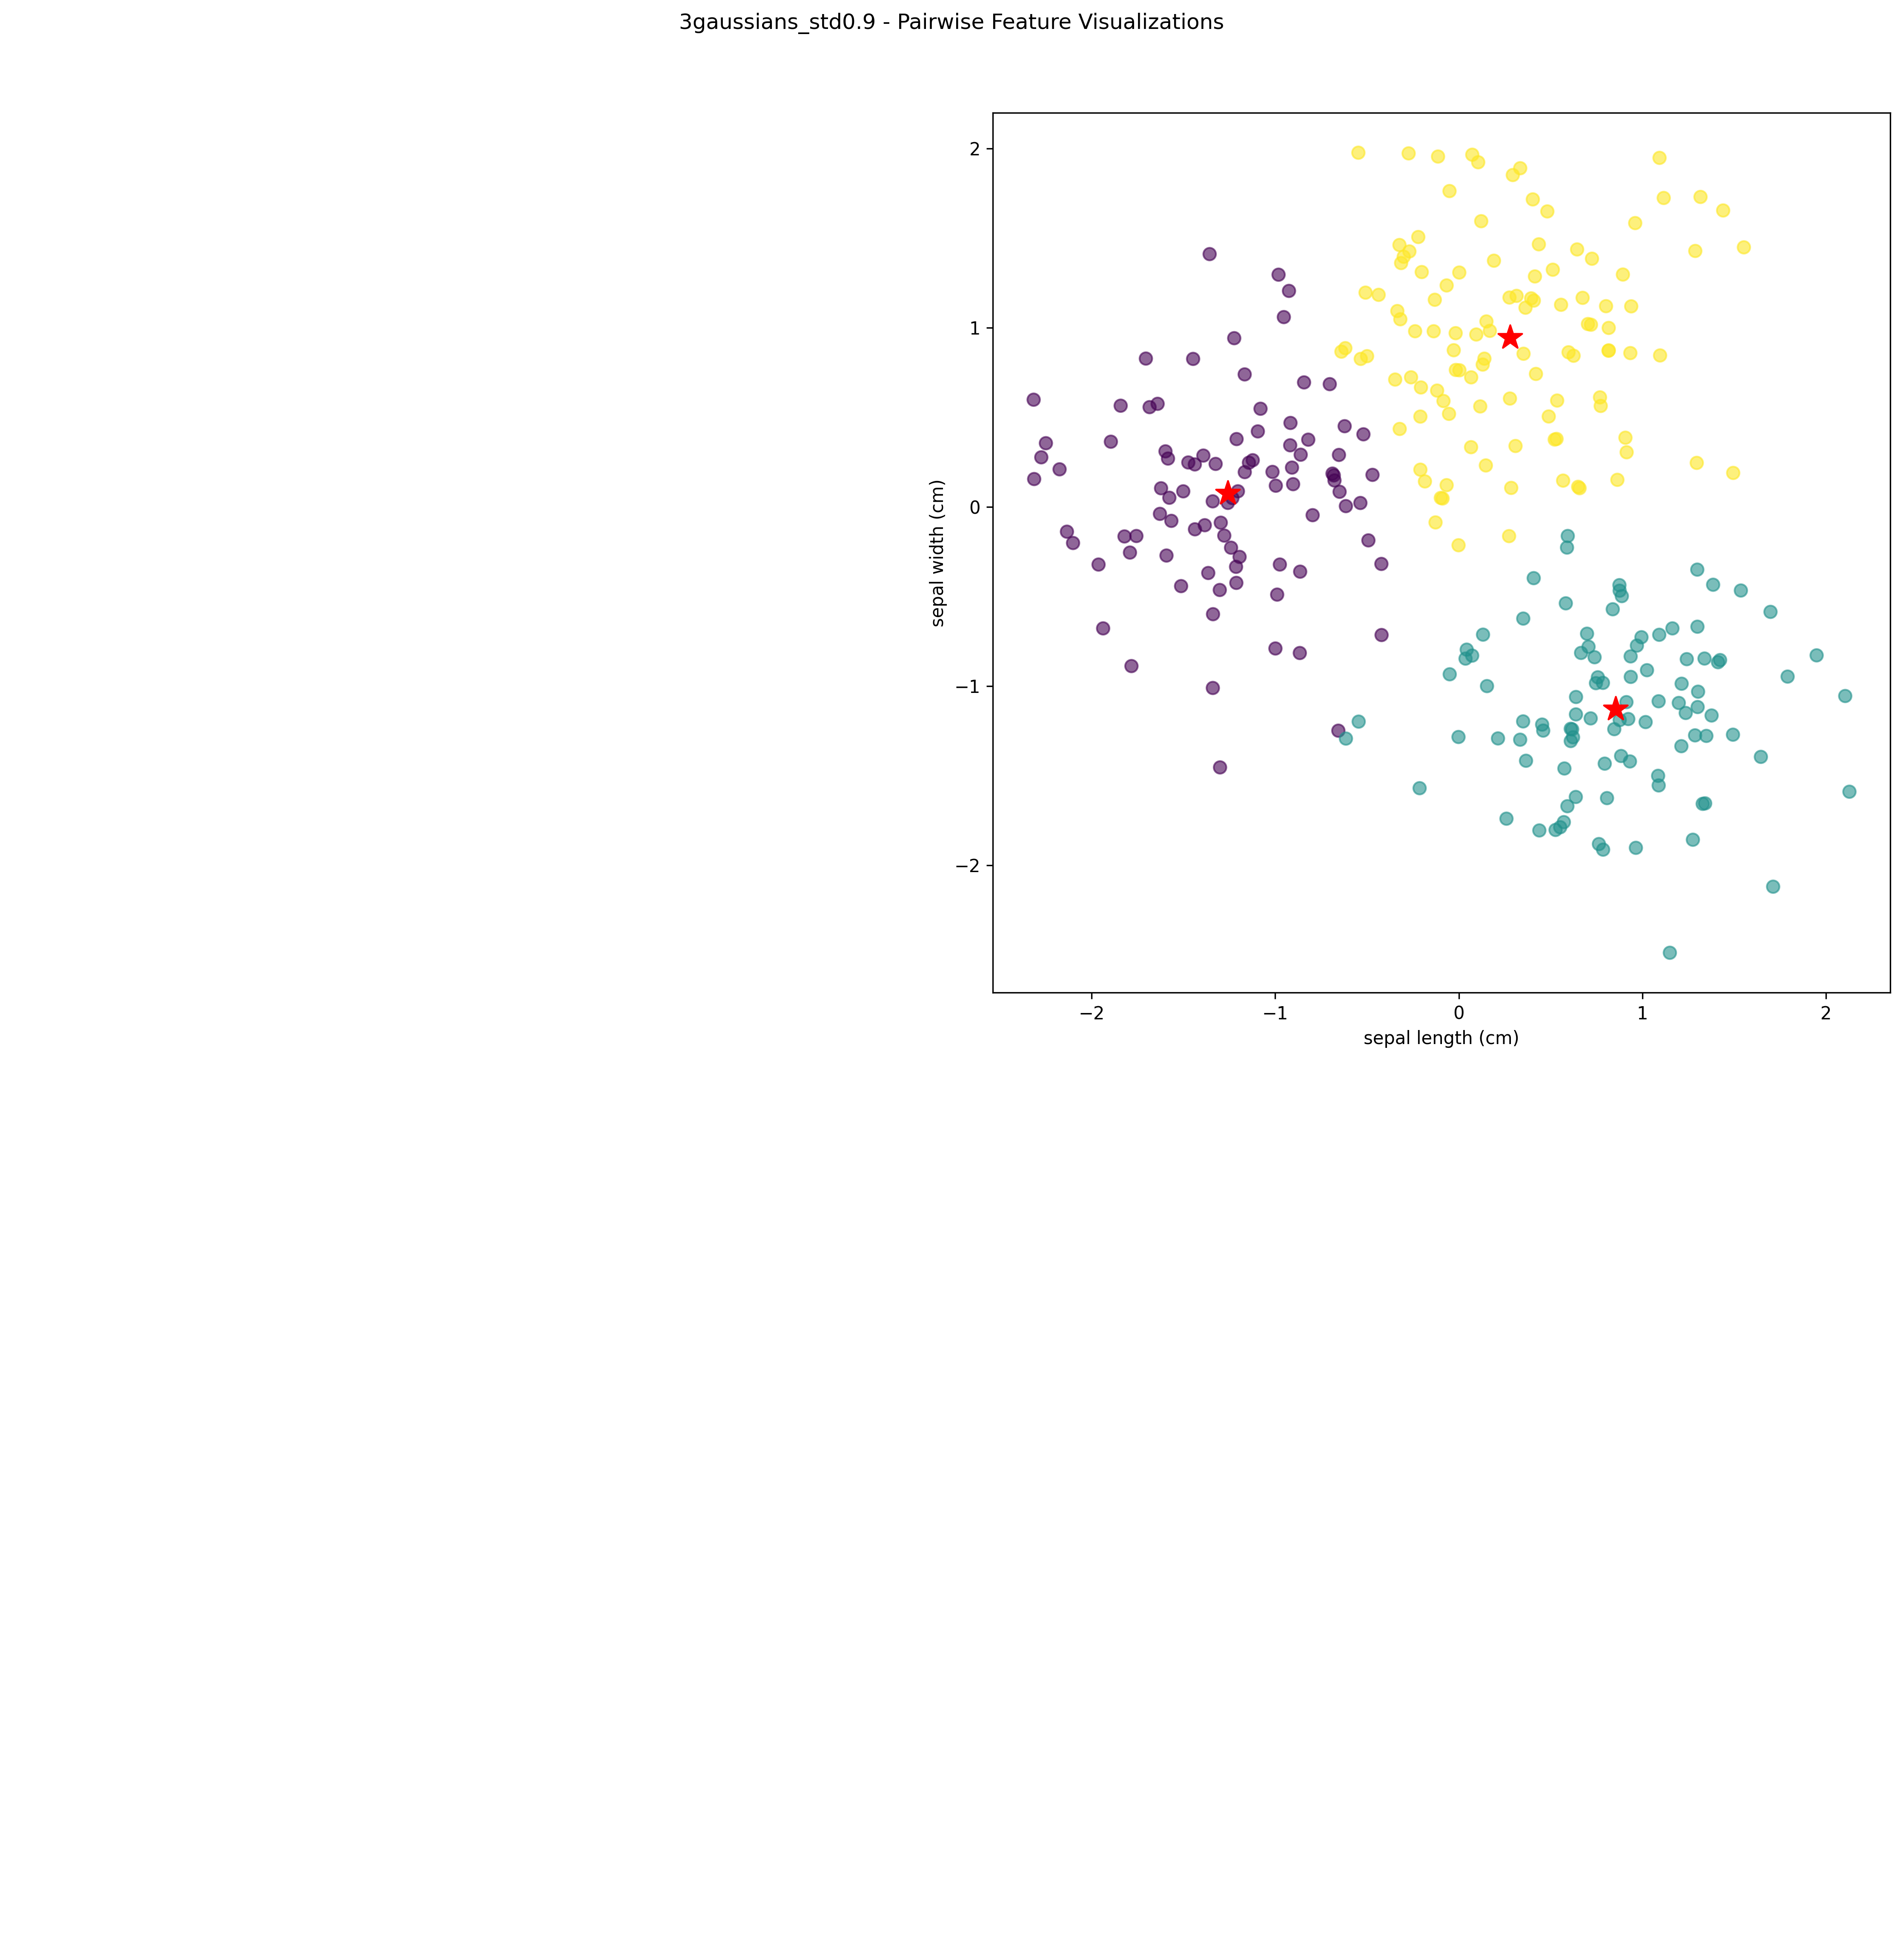 3gaussians_std0.9 - Pairwise Feature Visualizations
2
1
0
−1
−2
sepal width (cm)
−2 −1 0 1 2
sepal length (cm)